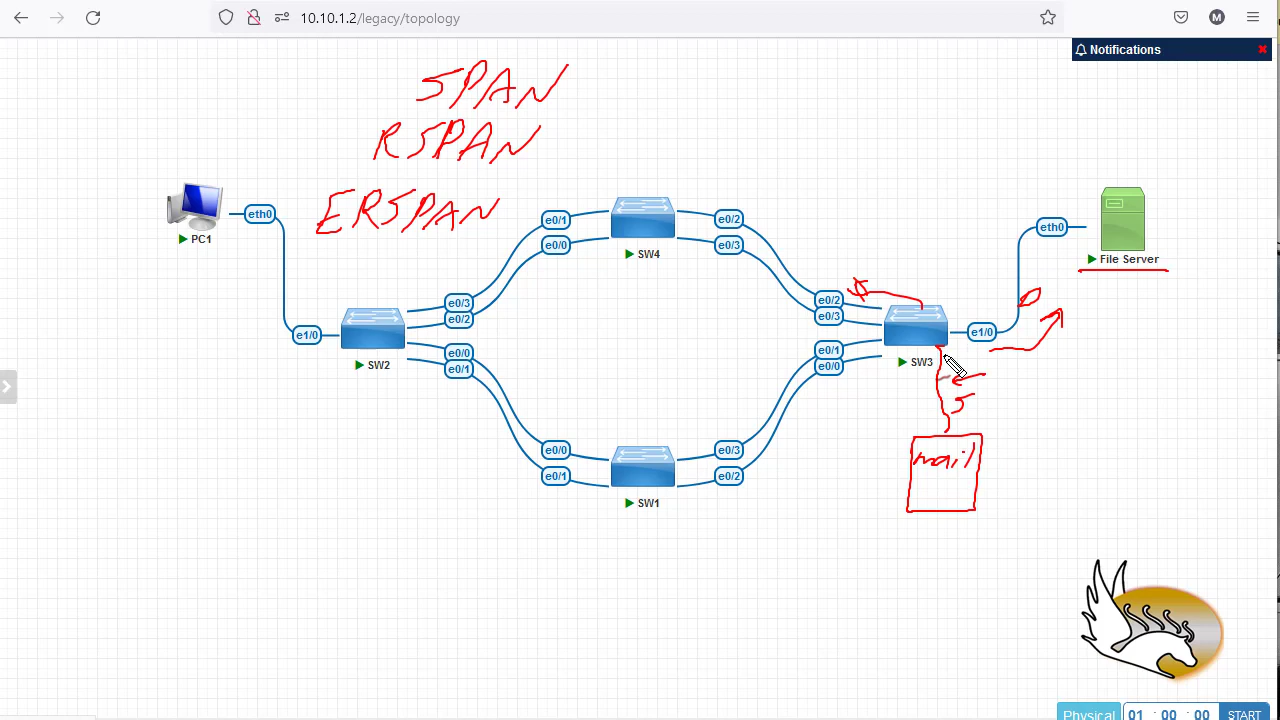 10.10.1.2/legacy/topology
M
Notifications
SPAN
RSPAN
ERSPAN
PC1
eth0
e1/0
SW2
e0/3
e0/2
e0/0
e0/1
e0/1
e0/0
SW4
e0/2
e0/3
e0/0
e0/1
SW1
e0/3
e0/2
e0/2
e0/3
e0/1
e0/0
SW3
e1/0
D
eth0
File Server
S
mail
Physical
01 : 00 : 00
START